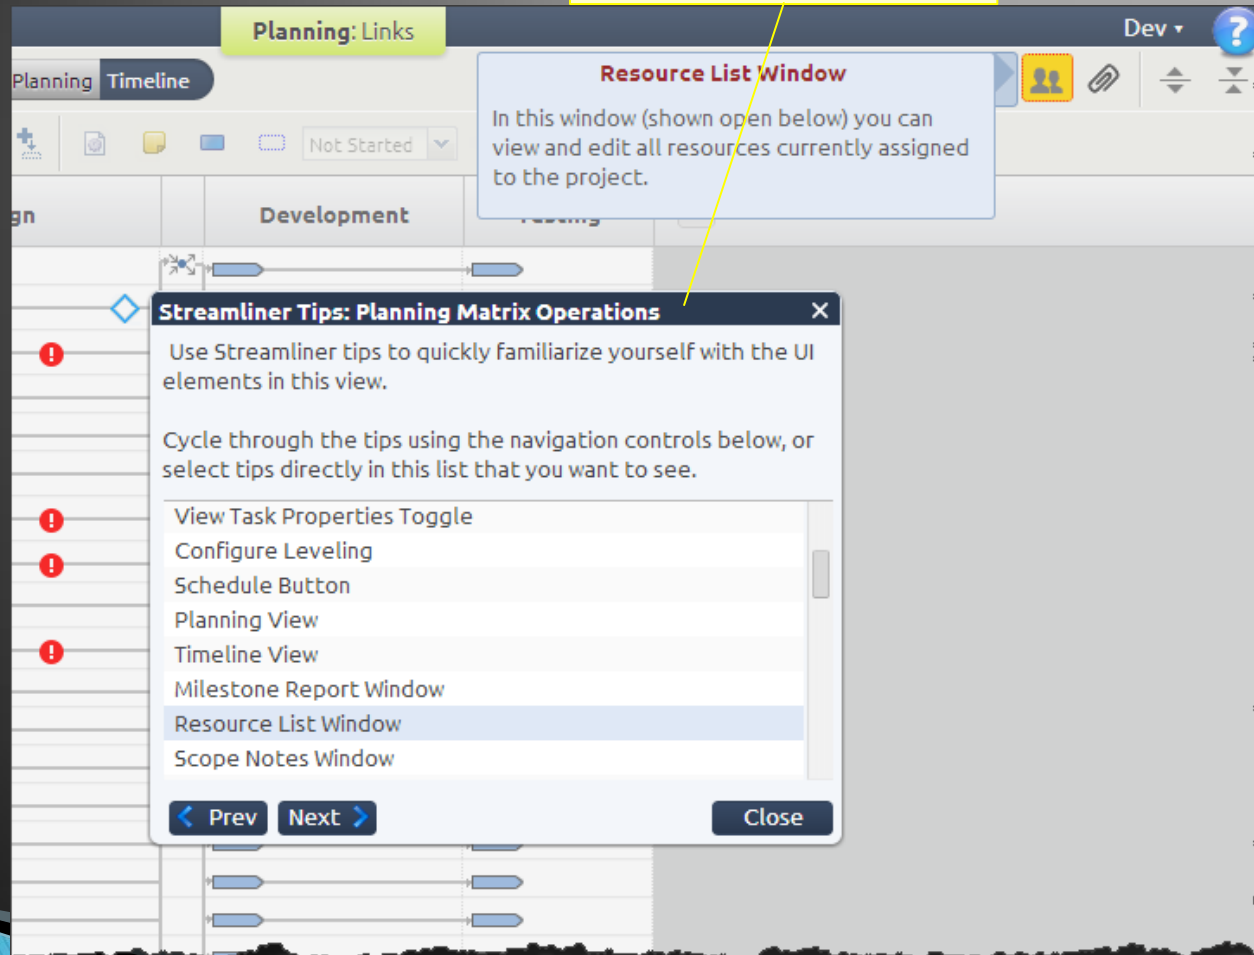 Planning: Links
Dev
?
Planning
Timeline
Resource List Window
In this window (shown open below) you can
view and edit all resources currently assigned
to the project.
Not Started
gn
Development
Testing
Streamliner Tips: Planning Matrix Operations
Use Streamliner tips to quickly familiarize yourself with the UI
elements in this view.
Cycle through the tips using the navigation controls below, or
select tips directly in this list that you want to see.
View Task Properties Toggle
Configure Leveling
Schedule Button
Planning View
Timeline View
Milestone Report Window
Resource List Window
Scope Notes Window
Prev
Next
Close